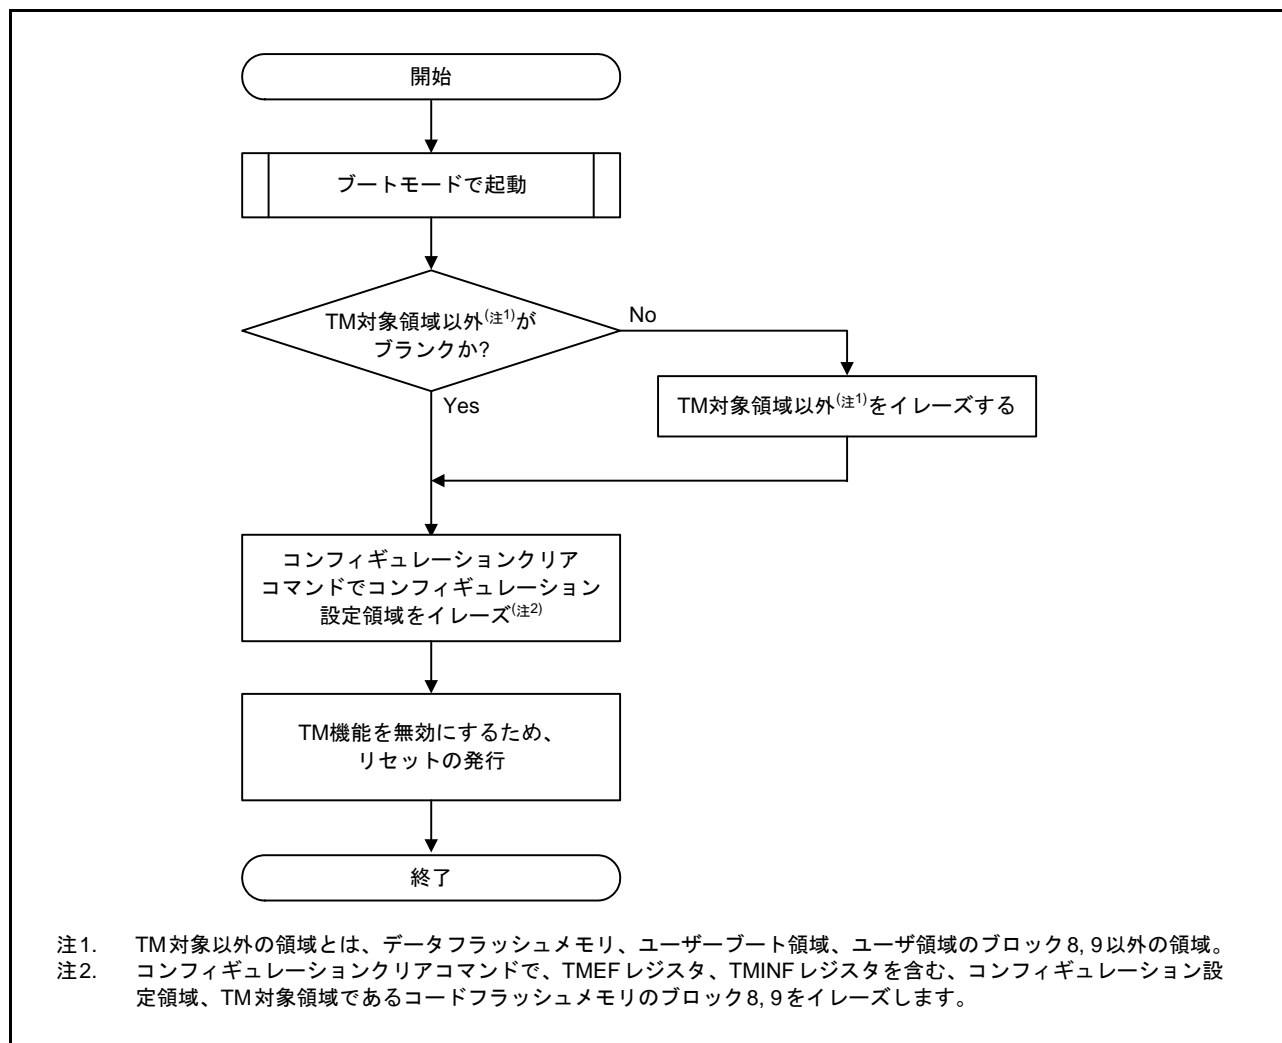 開始
ブートモードで起動
TM対象領域以外(注1)が
ブランクか?
No
TM対象領域以外(注1)をイレーズする
Yes
コンフィギュレーションクリア
コマンドでコンフィギュレーション
設定領域をイレーズ(注2)
TM機能を無効にするため、
リセットの発行
終了
注1. TM対象以外の領域とは、データフラッシュメモリ、ユーザーブート領域、ユーザ領域のブロック8, 9以外の領域。
注2. コンフィギュレーションクリアコマンドで、TMEFレジスタ、TMINFレジスタを含む、コンフィギュレーション設
定領域、TM対象領域であるコードフラッシュメモリのブロック8, 9をイレーズします。